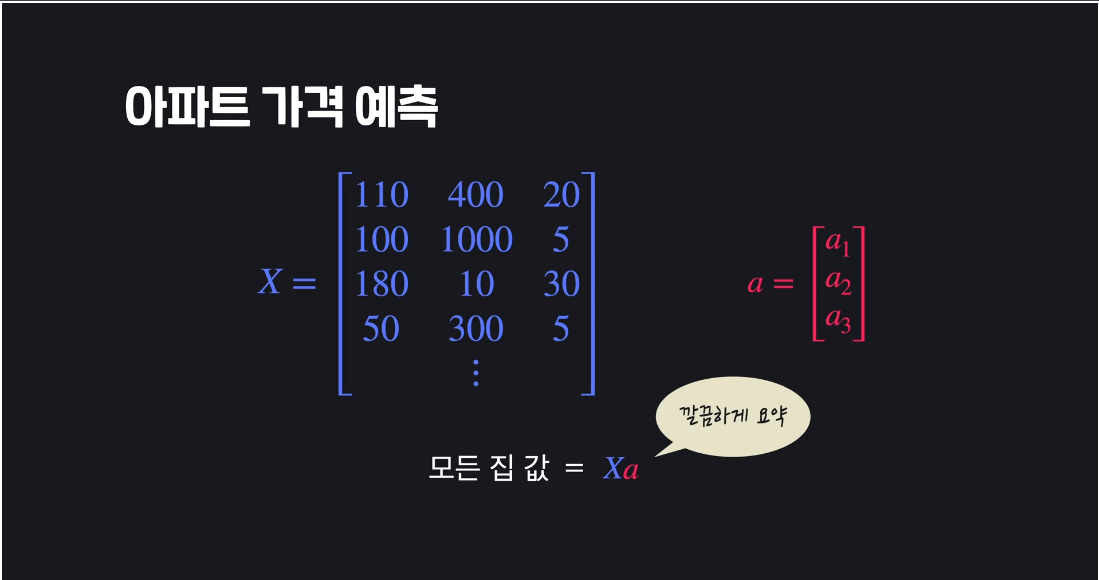 아파트 가격 예측
X = [110 400 20
100 1000 5
180 10 30
50 300 5
⋮]
a = [a₁
a₂
a₃]
깔끔하게 요약
모든 집 값 = Xa